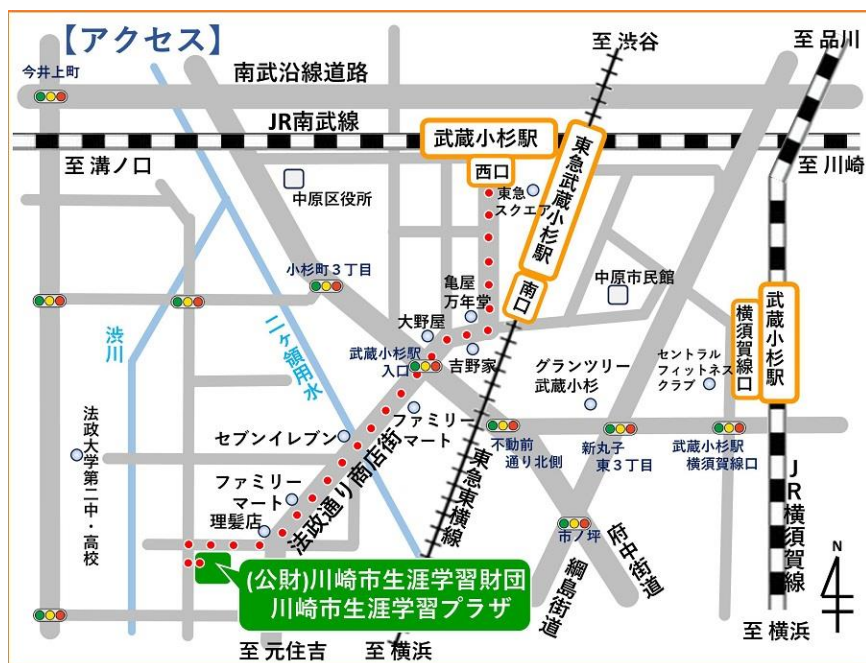 【アクセス】
至 渋谷
至 品川
今井上町
南武沿線道路
JR南武線
武蔵小杉駅
西口
東急武蔵小杉駅
南口
至 溝ノ口
至 川崎
中原区役所
東急
スクエア
小杉町3丁目
亀屋
万年堂
中原市民館
大野屋
吉野家
武蔵小杉駅
入口
渋川
二ヶ領用水
グランツリー
武蔵小杉
セントラル
フィットネス
クラブ
横須賀線口
武蔵小杉駅
法政大学第二中・高校
セブンイレブン
ファミリー
マート
法政通り商店街
不動前
通り北側
新丸子
東3丁目
武蔵小杉駅
横須賀線口
ファミリー
マート
理髪店
東急東横線
市ノ坪
府中街道
綱島街道
JR横須賀線
N
(公財)川崎市生涯学習財団
川崎市生涯学習プラザ
至 元住吉
至 横浜
至 横浜